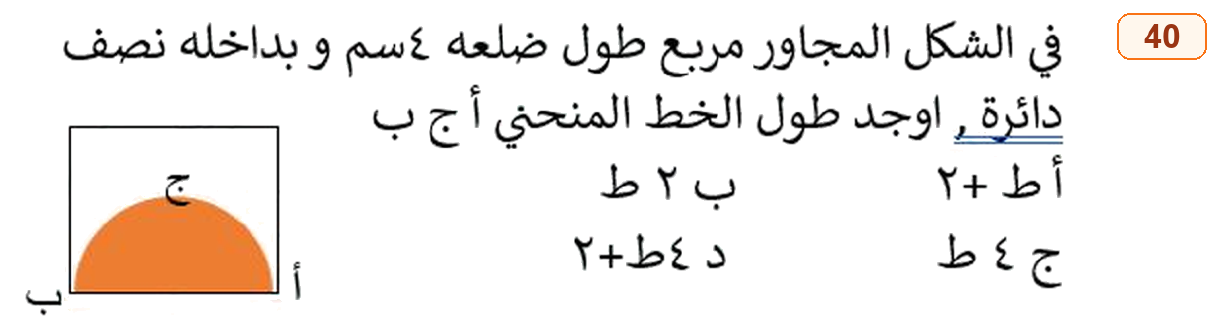 40
في الشكل المجاور مربع طول ضلعه ٤سم و بداخله نصف
دائرة , اوجد طول الخط المنحني أ ج ب
أ ط +٢ ب ٢ ط
ج ٤ ط د ٤ط+٢
ج
أ
ب